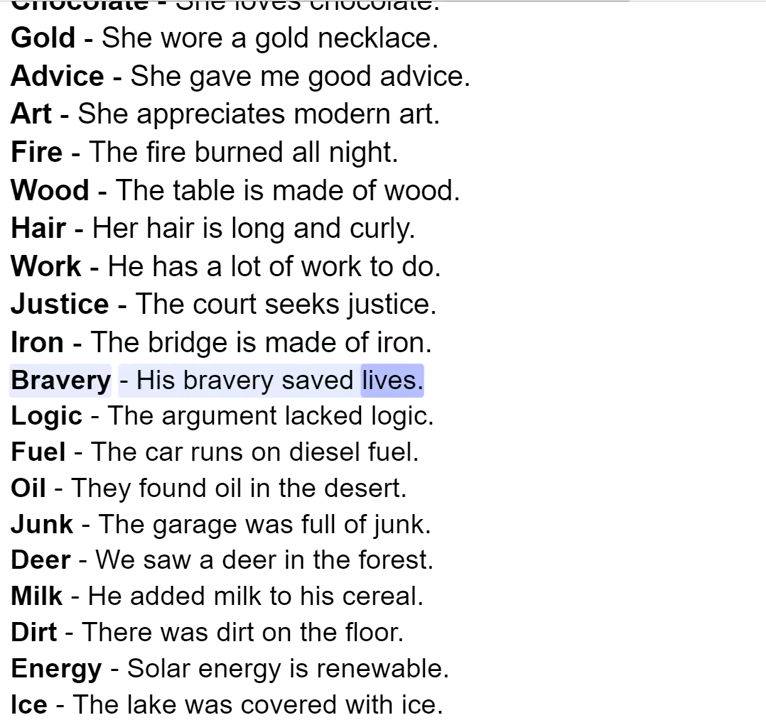 Chocolate - She loves chocolate.
Gold - She wore a gold necklace.
Advice - She gave me good advice.
Art - She appreciates modern art.
Fire - The fire burned all night.
Wood - The table is made of wood.
Hair - Her hair is long and curly.
Work - He has a lot of work to do.
Justice - The court seeks justice.
Iron - The bridge is made of iron.
Bravery - His bravery saved lives.
Logic - The argument lacked logic.
Fuel - The car runs on diesel fuel.
Oil - They found oil in the desert.
Junk - The garage was full of junk.
Deer - We saw a deer in the forest.
Milk - He added milk to his cereal.
Dirt - There was dirt on the floor.
Energy - Solar energy is renewable.
Ice - The lake was covered with ice.